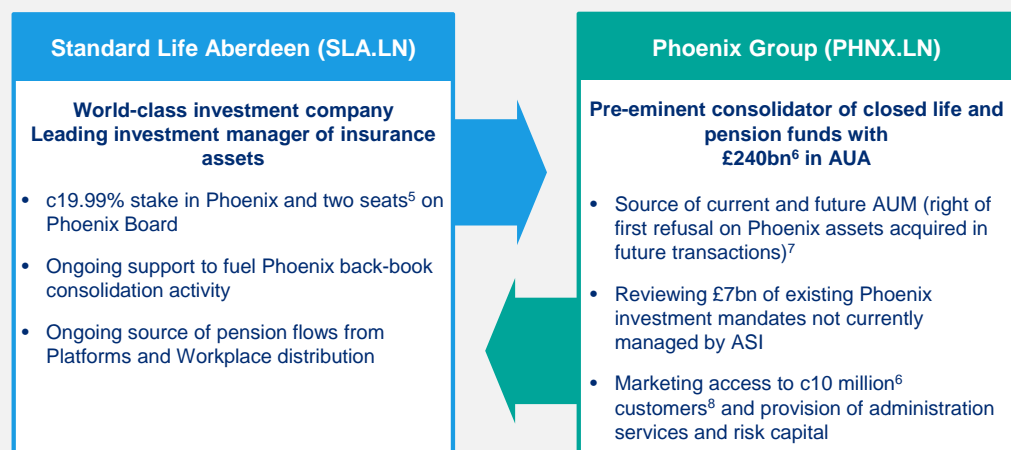 Standard Life Aberdeen (SLA.LN)
World-class investment company
Leading investment manager of insurance
assets
• c19.99% stake in Phoenix and two seats⁵ on
Phoenix Board
• Ongoing support to fuel Phoenix back-book
consolidation activity
• Ongoing source of pension flows from
Platforms and Workplace distribution
Phoenix Group (PHNX.LN)
Pre-eminent consolidator of closed life and
pension funds with
£240bn⁶ in AUA
• Source of current and future AUM (right of
first refusal on Phoenix assets acquired in
future transactions)⁷
• Reviewing £7bn of existing Phoenix
investment mandates not currently
managed by ASI
• Marketing access to c10 million⁶
customers⁸ and provision of administration
services and risk capital